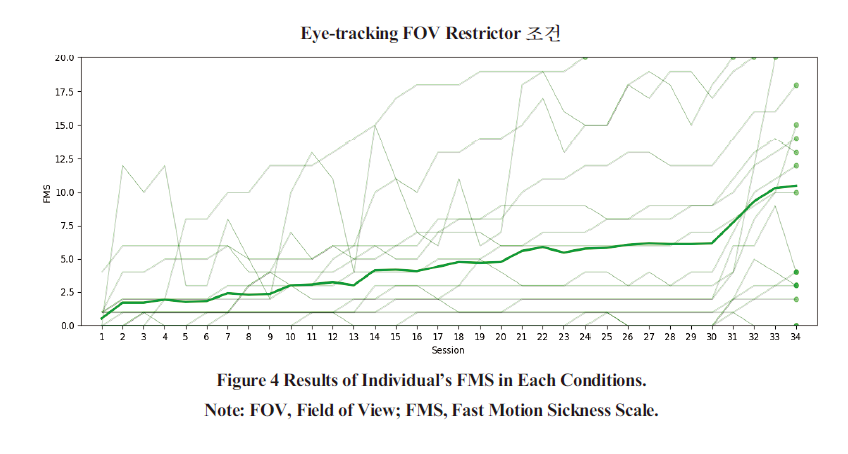 Eye-tracking FOV Restrictor 조건
20.0
17.5
15.0
12.5
10.0
7.5
5.0
2.5
0.0
FMS
1 2 3 4 5 6 7 8 9 10 11 12 13 14 15 16 17 18 19 20 21 22 23 24 25 26 27 28 29 30 31 32 33 34
Session
Figure 4 Results of Individual's FMS in Each Conditions.
Note: FOV, Field of View; FMS, Fast Motion Sickness Scale.